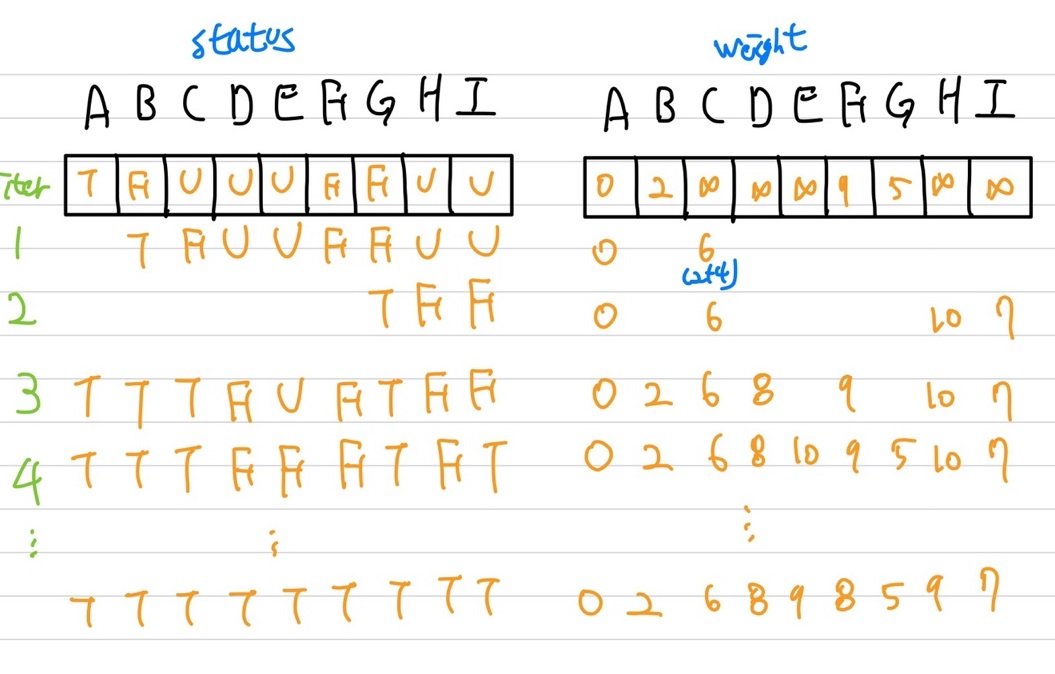 status weight
A B C D E F G H I A B C D E F G H I
iter T F U U U F F U U 0 2 ∞ ∞ ∞ 9 5 ∞ ∞
1 T F U U F F U U 0 6
(2+4)
2 T F F 0 6 10 7
3 T T T F U F T F F 0 2 6 8 9 10 7
4 T T T F F F T F T 0 2 6 8 10 9 5 10 7
⋮ ⋮ ⋮
T T T T T T T T T 0 2 6 8 9 8 5 9 7